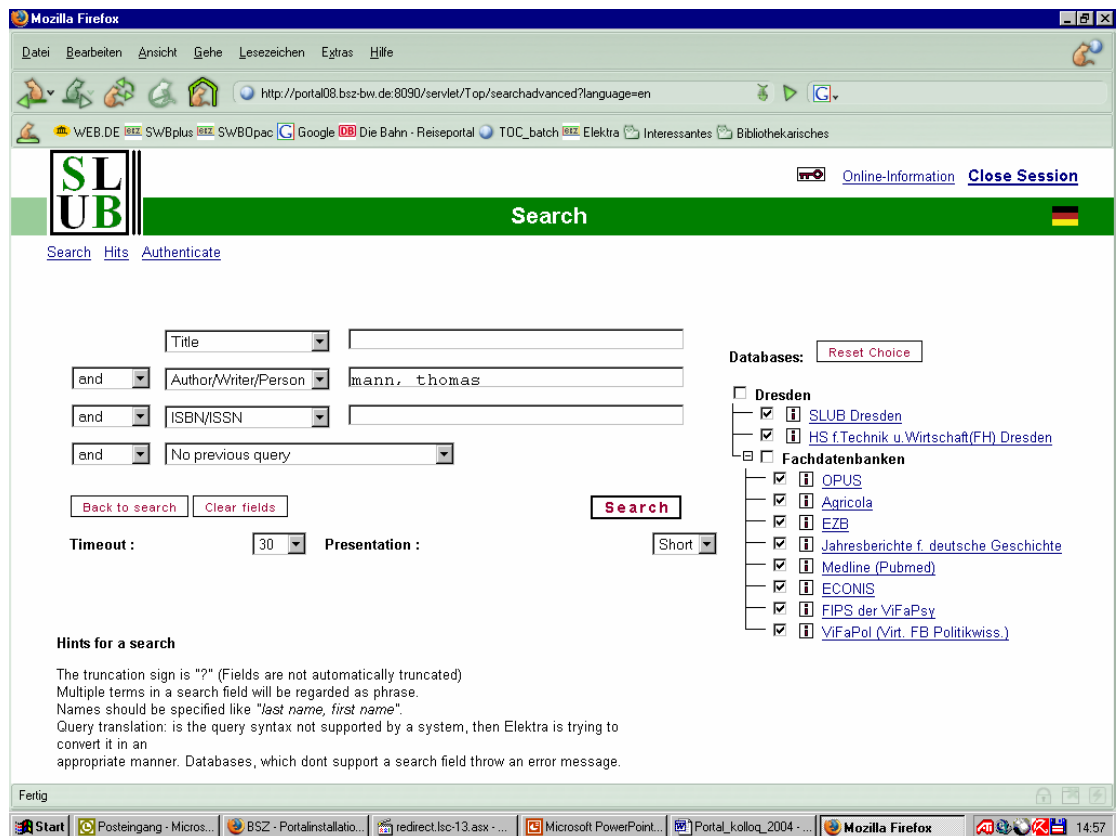 Mozilla Firefox
Datei Bearbeiten Ansicht Gehe Lesezeichen Extras Hilfe
http://portal08.bsz-bw.de:8090/servlet/Top/searchadvanced?language=en
G
WEB.DE BSZ SWBplus BSZ SWBOpac G Google DB Die Bahn - Reiseportal TOC_batch BSZ Elektra Interessantes Bibliothekarisches
SL
UB
Online-Information Close Session
Search
Search Hits Authenticate
Title
and Author/Writer/Person mann, thomas
and ISBN/ISSN
and No previous query
Back to search Clear fields Search
Timeout : 30 Presentation : Short
Databases: Reset Choice
Dresden
i SLUB Dresden
i HS f.Technik u.Wirtschaft(FH) Dresden
Fachdatenbanken
i OPUS
i Agricola
i EZB
i Jahresberichte f. deutsche Geschichte
i Medline (Pubmed)
i ECONIS
i FIPS der ViFaPsy
i ViFaPol (Virt. FB Politikwiss.)
Hints for a search
The truncation sign is "?" (Fields are not automatically truncated)
Multiple terms in a search field will be regarded as phrase.
Names should be specified like "last name, first name".
Query translation: is the query syntax not supported by a system, then Elektra is trying to
convert it in an
appropriate manner. Databases, which dont support a search field throw an error message.
Fertig
Start Posteingang - Micros... BSZ - Portalinstallatio... redirect.lsc-13.asx - ... Microsoft PowerPoint... Portal_kolloq_2004 - ... Mozilla Firefox ATI 14:57